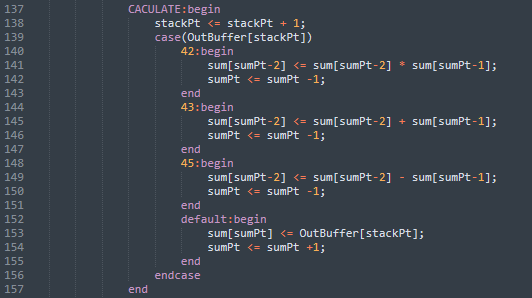 137 CACULATE:begin
138 stackPt <= stackPt + 1;
139 case(OutBuffer[stackPt])
140 42:begin
141 sum[sumPt-2] <= sum[sumPt-2] * sum[sumPt-1];
142 sumPt <= sumPt -1;
143 end
144 43:begin
145 sum[sumPt-2] <= sum[sumPt-2] + sum[sumPt-1];
146 sumPt <= sumPt -1;
147 end
148 45:begin
149 sum[sumPt-2] <= sum[sumPt-2] - sum[sumPt-1];
150 sumPt <= sumPt -1;
151 end
152 default:begin
153 sum[sumPt] <= OutBuffer[stackPt];
154 sumPt <= sumPt +1;
155 end
156 endcase
157 end